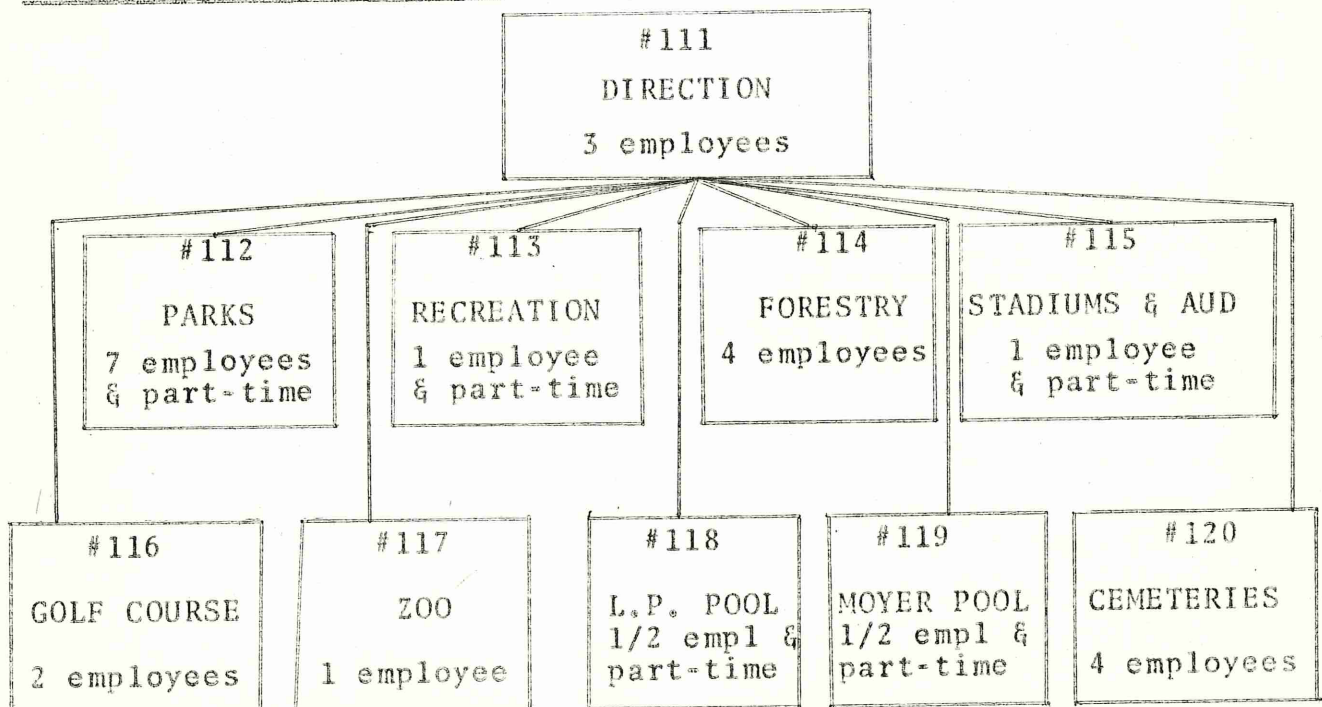 #111
DIRECTION
3 employees
#112
PARKS
7 employees
& part-time
#113
RECREATION
1 employee
& part-time
#114
FORESTRY
4 employees
#115
STADIUMS & AUD
1 employee
& part-time
#116
GOLF COURSE
2 employees
#117
ZOO
1 employee
#118
L.P. POOL
1/2 empl &
part-time
#119
MOYER POOL
1/2 empl &
part-time
#120
CEMETERIES
4 employees